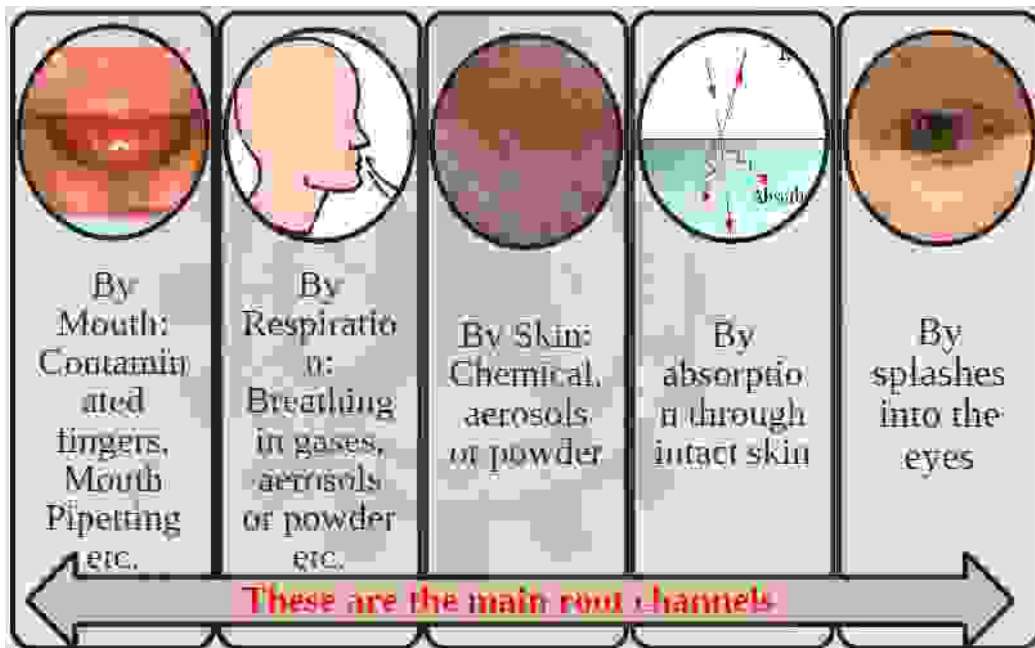 By
Mouth:
Contamin
ated
fingers,
Mouth
Pipetting
etc.
By
Respiratio
n:
Breathing
in gases,
aerosols
or powder
etc.
By Skin:
Chemical,
aerosols
or powder
By
absorptio
n through
intact skin
By
splashes
into the
eyes
These are the main root channels